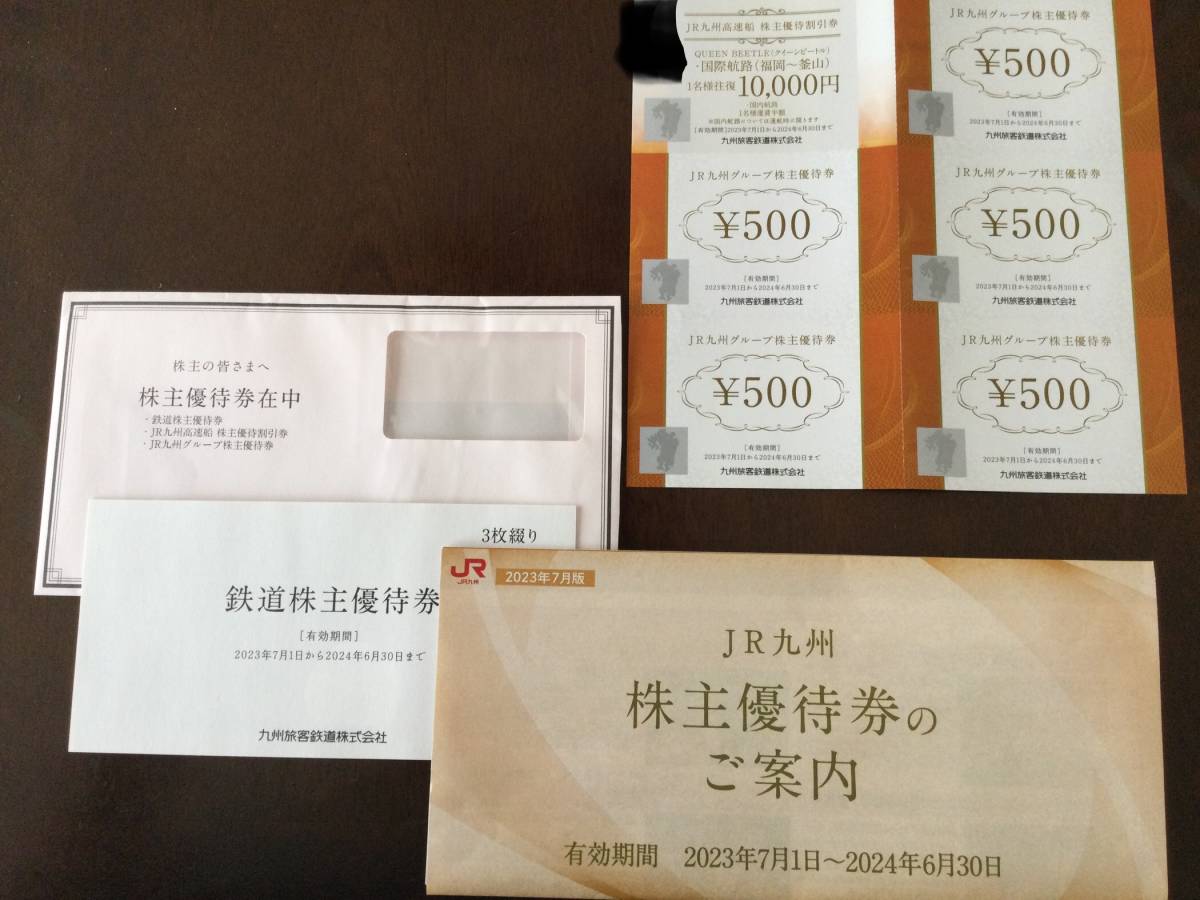 JR九州高速船 株主優待割引券
QUEEN BEETLE(クイーンビートル)
・国際航路(福岡～釜山)
1名様往復 10,000円
・国内航路
1名様運賃半額
※国内航路については運航時に限ります
[有効期間]2023年7月1日から2024年6月30日まで
九州旅客鉄道株式会社
JR九州グループ株主優待券
¥500
[有効期間]
2023年7月1日から2024年6月30日まで
九州旅客鉄道株式会社
JR九州グループ株主優待券
¥500
[有効期間]
2023年7月1日から2024年6月30日まで
九州旅客鉄道株式会社
JR九州グループ株主優待券
¥500
[有効期間]
2023年7月1日から2024年6月30日まで
九州旅客鉄道株式会社
JR九州グループ株主優待券
¥500
[有効期間]
2023年7月1日から2024年6月30日まで
九州旅客鉄道株式会社
JR九州グループ株主優待券
¥500
[有効期間]
2023年7月1日から2024年6月30日まで
九州旅客鉄道株式会社
株主の皆さまへ
株主優待券在中
・鉄道株主優待券
・JR九州高速船 株主優待割引券
・JR九州グループ株主優待券
3枚綴り
鉄道株主優待券
[有効期間]
2023年7月1日から2024年6月30日まで
九州旅客鉄道株式会社
JR
JR九州
2023年7月版
JR九州
株主優待券の
ご案内
有効期間 2023年7月1日～2024年6月30日